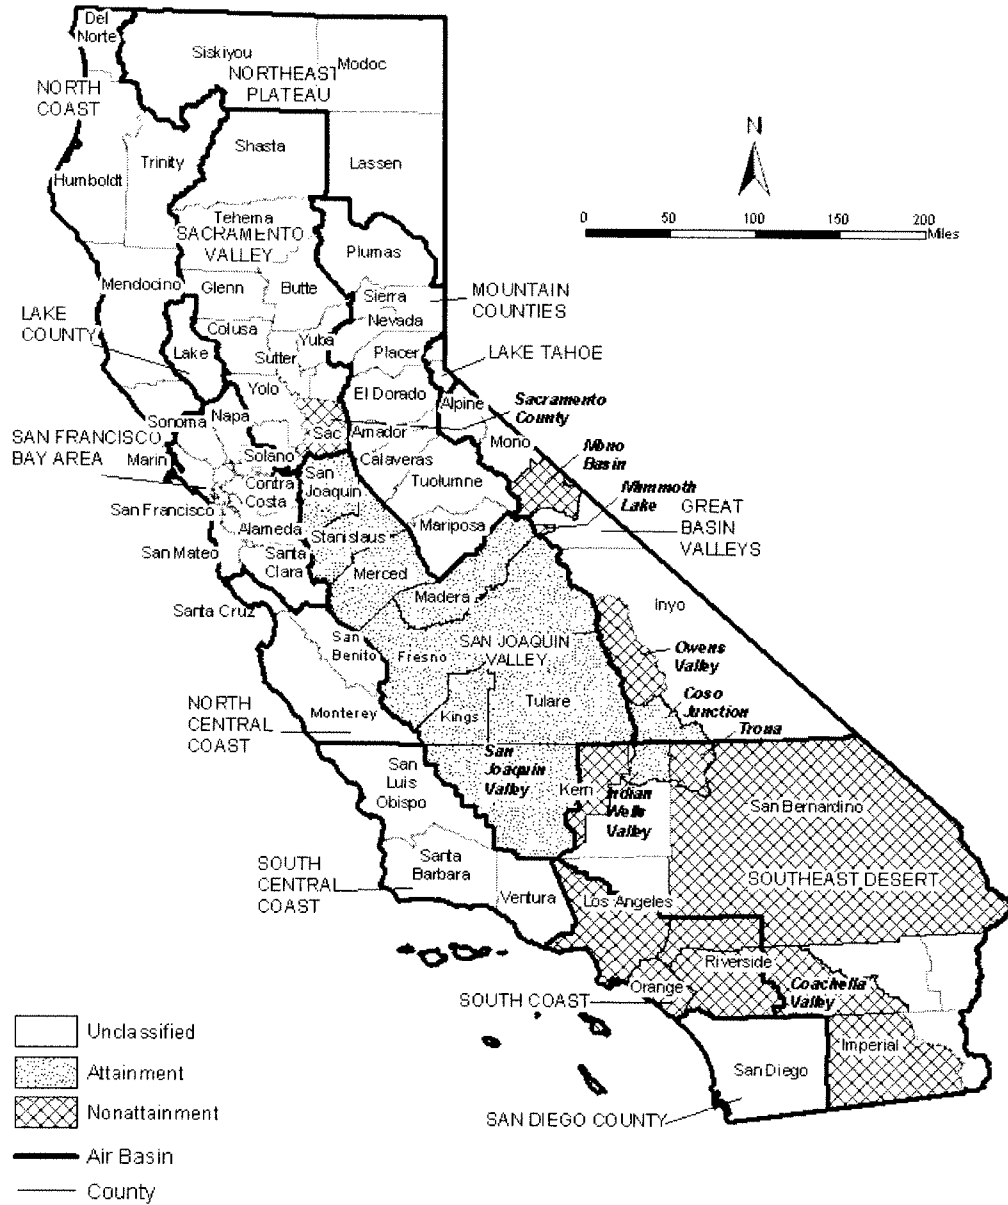 Del
Norte
Siskiyou
Modoc
NORTHEAST
PLATEAU
NORTH
COAST
Shasta
Trinity
Lassen
Humboldt
N
0 50 100 150 200
Miles
Tehema
SACRAMENTO
VALLEY
Plumas
Mendocino
Glenn
Butte
Sierra
MOUNTAIN
COUNTIES
LAKE
COUNTY
Colusa
Nevada
Yuba
Lake
Sutter
Placer
LAKE TAHOE
Yolo
El Dorado
Alpine
Sacramento
County
Sonoma
Napa
Sac
Amador
Mono
SAN FRANCISCO
BAY AREA
Marin
Solano
Calaveras
Mono
Basin
San
Joaquin
Contra
Costa
Tuolumne
Mammoth
Lake
San Francisco
GREAT
BASIN
VALLEYS
Alameda
Stanislaus
Mariposa
San Mateo
Santa
Clara
Merced
Madera
Inyo
Santa Cruz
San
Benito
Fresno
SAN JOAQUIN
VALLEY
Owens
Valley
Tulare
Coso
Junction
NORTH
CENTRAL
COAST
Monterey
Kings
Trona
San
Joaquin
Valley
San
Luis
Obispo
Kern
Indian
Wells
Valley
San Bernardino
Santa
Barbara
SOUTH
CENTRAL
COAST
SOUTHEAST DESERT
Ventura
Los Angeles
Riverside
Orange
Coachella
Valley
SOUTH COAST
Imperial
San Diego
SAN DIEGO COUNTY
Unclassified
Attainment
Nonattainment
Air Basin
County